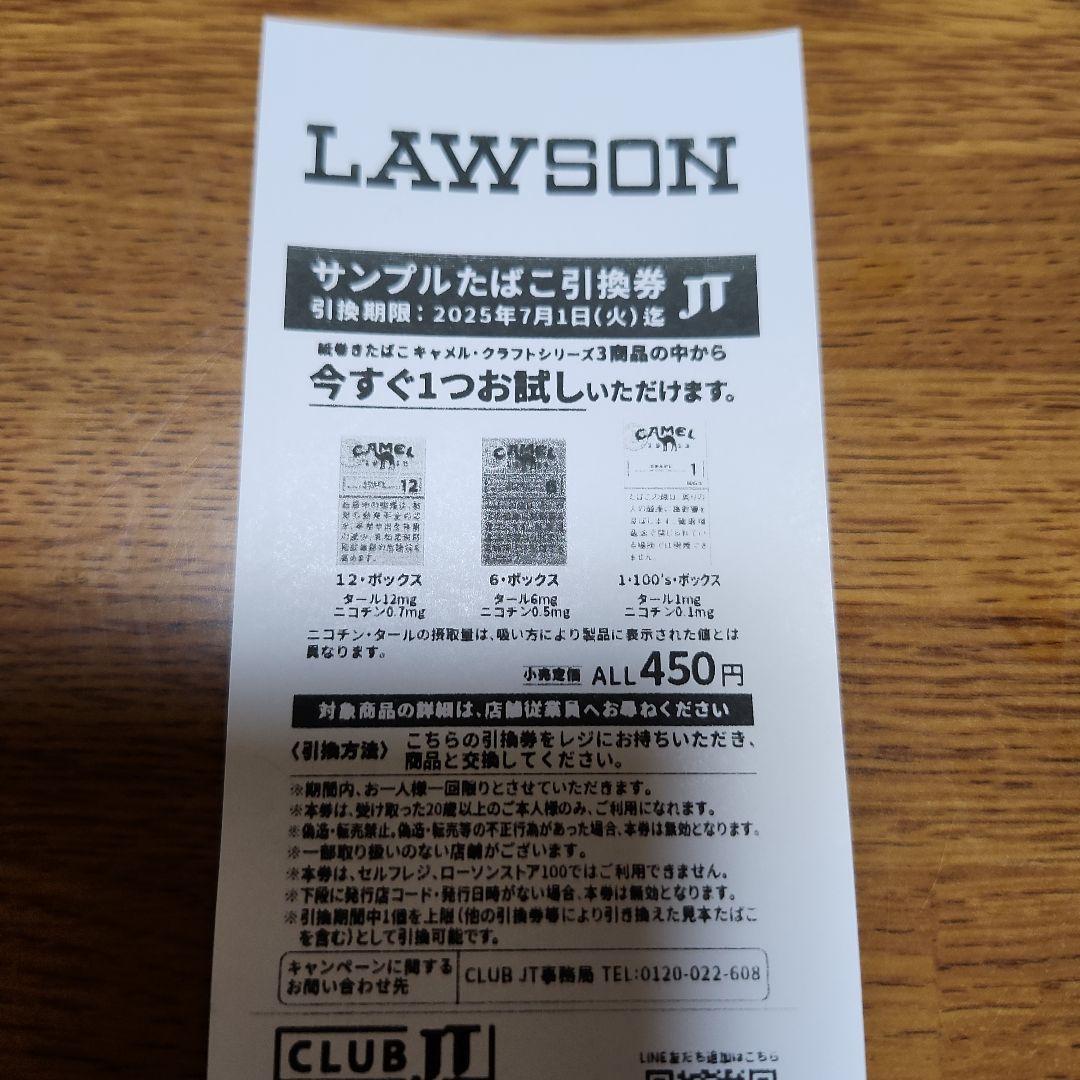 LAWSON
サンプルたばこ引換券 JT
引換期限：2025年7月1日(火)迄
紙巻きたばこキャメル・クラフトシリーズ3商品の中から
今すぐ1つお試しいただけます。
CAMEL CAMEL CAMEL
12 6 1
12・ボックス 6・ボックス 1・100's・ボックス
タール12mg タール6mg タール1mg
ニコチン0.7mg ニコチン0.5mg ニコチン0.1mg
ニコチン・タールの摂取量は、吸い方により製品に表示された値とは
異なります。
小売定価 ALL450円
対象商品の詳細は、店舗従業員へお尋ねください
〈引換方法〉 こちらの引換券をレジにお持ちいただき、
商品と交換してください。
※期間内、お一人様一回限りとさせていただきます。
※本券は、受け取った20歳以上のご本人様のみ、ご利用になれます。
※偽造・転売禁止。偽造・転売等の不正行為があった場合、本券は無効となります。
※一部取り扱いのない店舗がございます。
※本券は、セルフレジ、ローソンストア100ではご利用できません。
※下段に発行店コード・発行日時がない場合、本券は無効となります。
※引換期間中1個を上限(他の引換券等により引き換えた見本たばこ
を含む)として引換可能です。
キャンペーンに関する
お問い合わせ先
CLUB JT事務局 TEL:0120-022-608
CLUB JT
LINE友だち追加はこちら